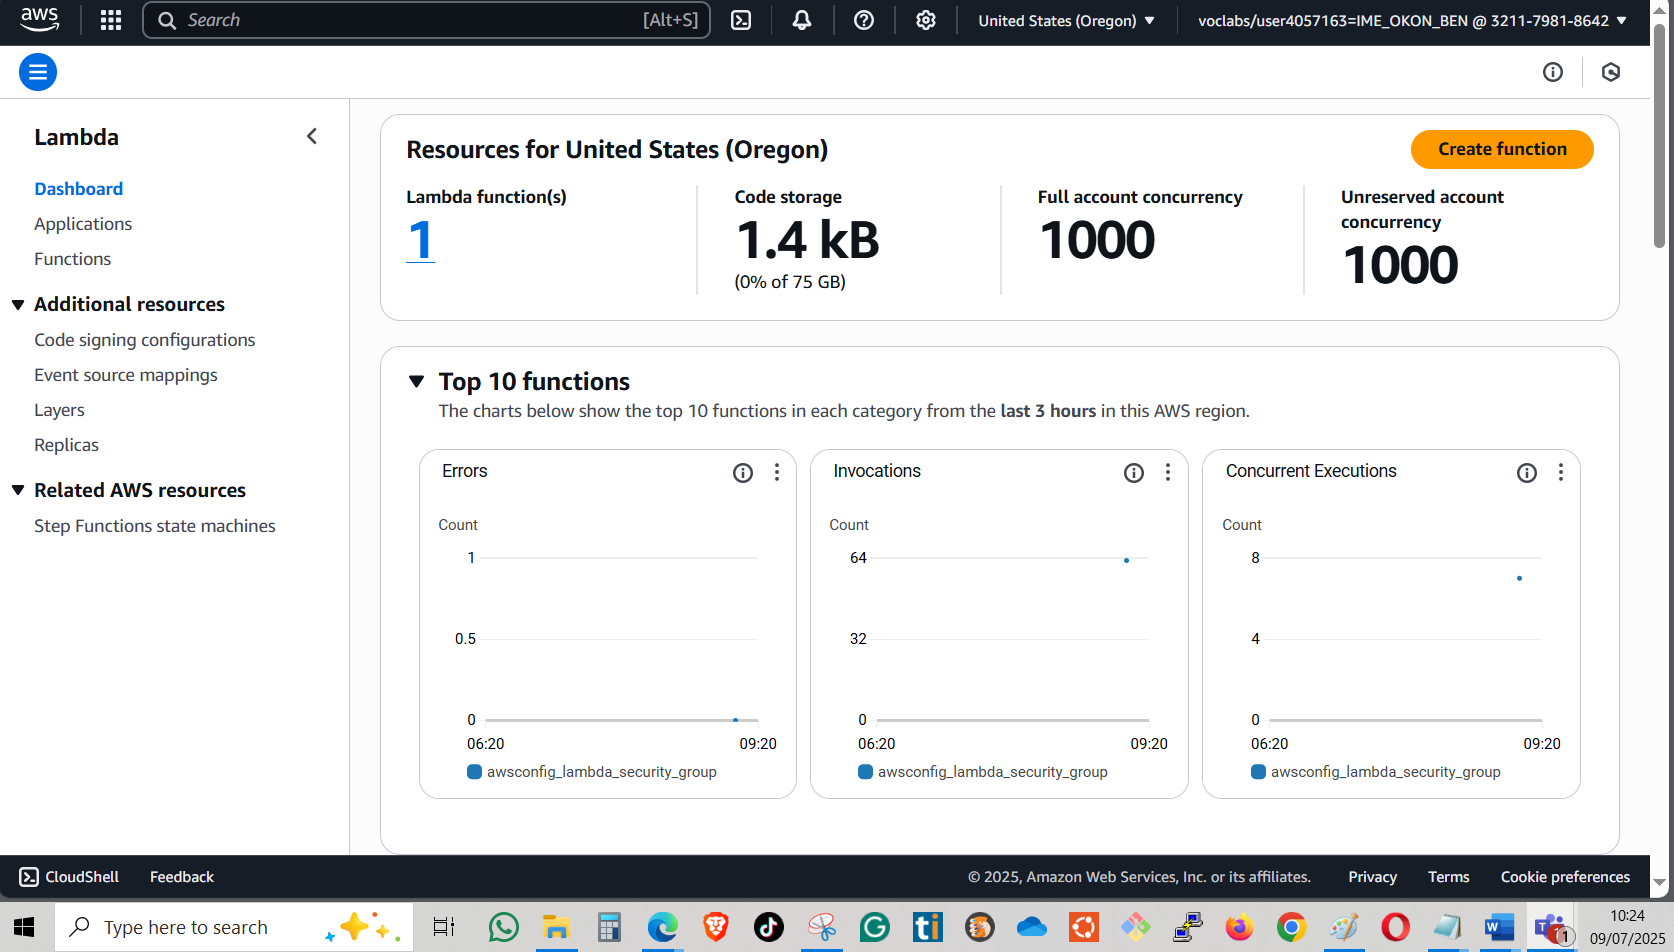 aws
Search [Alt+S]
United States (Oregon)
voclabs/user4057163=IME_OKON_BEN @ 3211-7981-8642
Lambda
Dashboard
Applications
Functions
Additional resources
Code signing configurations
Event source mappings
Layers
Replicas
Related AWS resources
Step Functions state machines
Resources for United States (Oregon)
Create function
Lambda function(s)
1
Code storage
1.4 kB
(0% of 75 GB)
Full account concurrency
1000
Unreserved account
concurrency
1000
Top 10 functions
The charts below show the top 10 functions in each category from the last 3 hours in this AWS region.
Errors
Count
1
0.5
0
06:20 09:20
awsconfig_lambda_security_group
Invocations
Count
64
32
0
06:20 09:20
awsconfig_lambda_security_group
Concurrent Executions
Count
8
4
0
06:20 09:20
awsconfig_lambda_security_group
CloudShell Feedback © 2025, Amazon Web Services, Inc. or its affiliates. Privacy Terms Cookie preferences
Type here to search
ti
W
1
10:24
09/07/2025